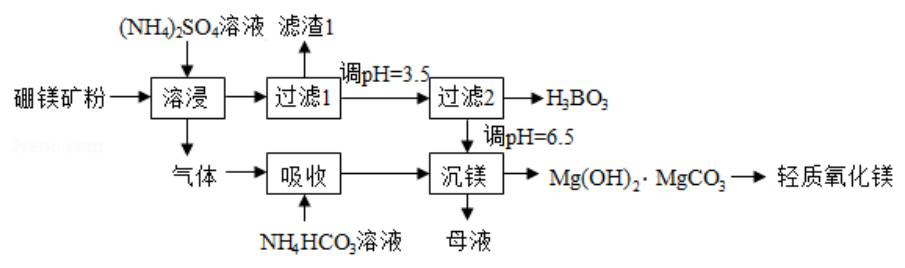 (NH4)2SO4溶液 滤渣1
硼镁矿粉 溶浸 过滤1 调pH=3.5 过滤2 H3BO3
调pH=6.5
气体 吸收 沉镁 Mg(OH)2·MgCO3 轻质氧化镁
NH4HCO3溶液 母液